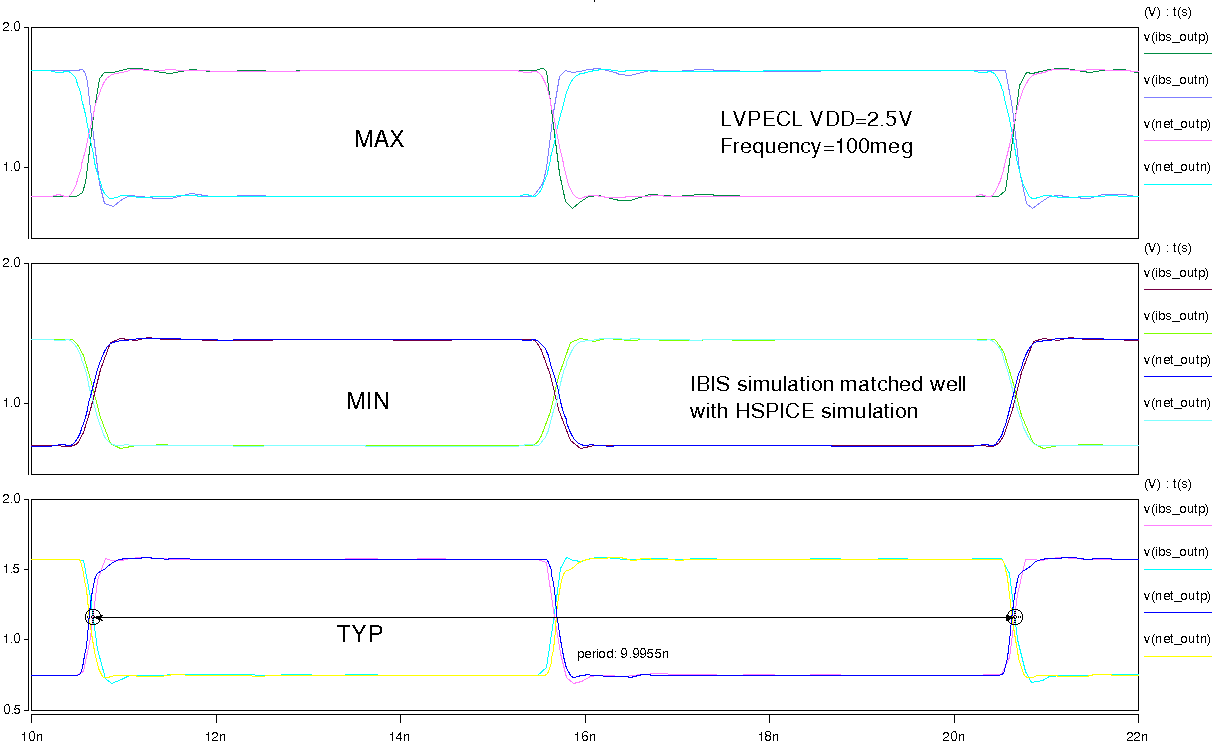 (V) : t(s)
2.0
v(ibs_outp)
v(ibs_outn)
LVPECL VDD=2.5V
v(net_outp)
MAX
Frequency=100meg
1.0
v(net_outn)
(V) : t(s)
2.0
v(ibs_outp)
v(ibs_outn)
v(net_outp)
IBIS simulation matched well
MIN
1.0
v(net_outn)
with HSPICE simulation
(V) : t(s)
2.0
v(ibs_outp)
v(ibs_outn)
1.5
v(net_outp)
TYP
1.0
v(net_outn)
period: 9.9955n
0.5
10n 12n 14n 16n 18n 20n 22n